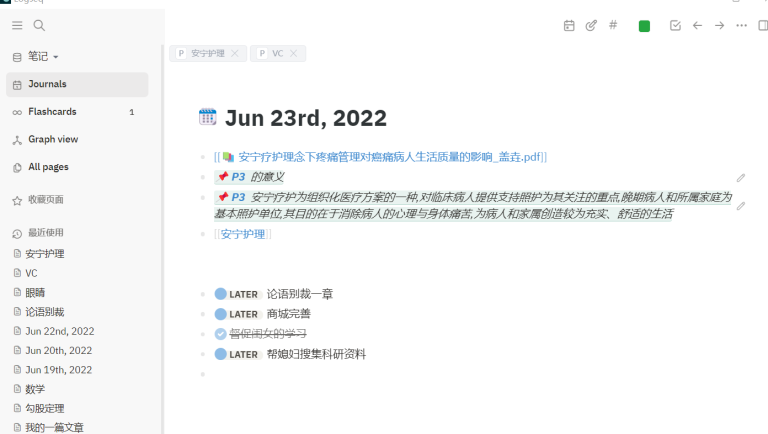 Logseq
笔记
P 安宁护理
P VC
Journals
Flashcards 1
Graph view
All pages
收藏页面
最近使用
安宁护理
VC
眼睛
论语别裁
Jun 22nd, 2022
Jun 20th, 2022
Jun 19th, 2022
数学
勾股定理
我的一篇文章
Jun 23rd, 2022
[[安宁疗护理念下疼痛管理对癌痛病人生活质量的影响_盖垚.pdf]]
P3 的意义
P3 安宁疗护为组织化医疗方案的一种,对临床病人提供支持照护为其关注的重点,晚期病人和所属家庭为
基本照护单位,其目的在于消除病人的心理与身体痛苦,为病人和家属创造较为充实、舒适的生活
[[安宁护理]]
LATER 论语别裁一章
LATER 商城完善
督促闺女的学习
LATER 帮媳妇搜集科研资料